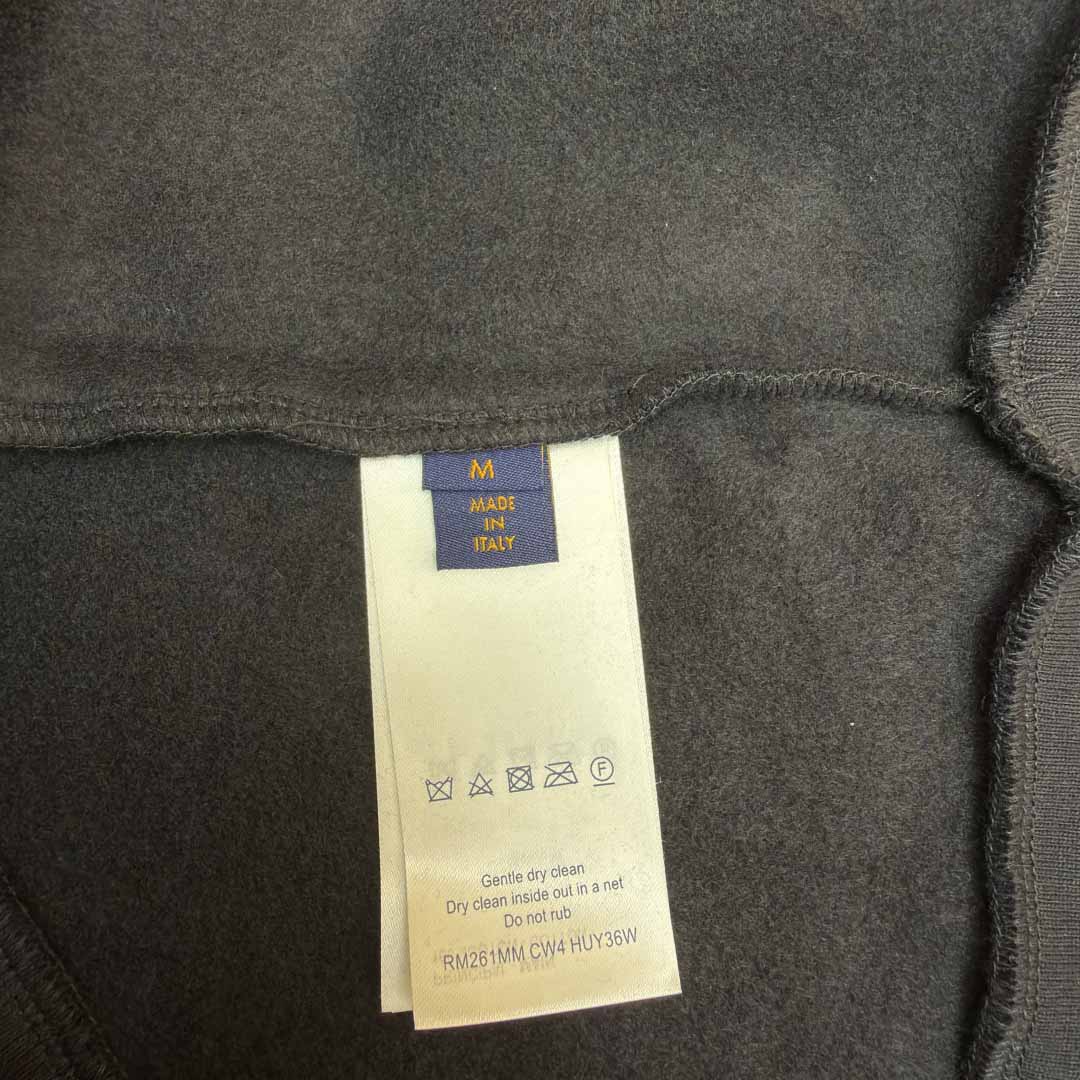 M
MADE
IN
ITALY
F
Gentle dry clean
Dry clean inside out in a net
Do not rub
RM261MM CW4 HUY36W